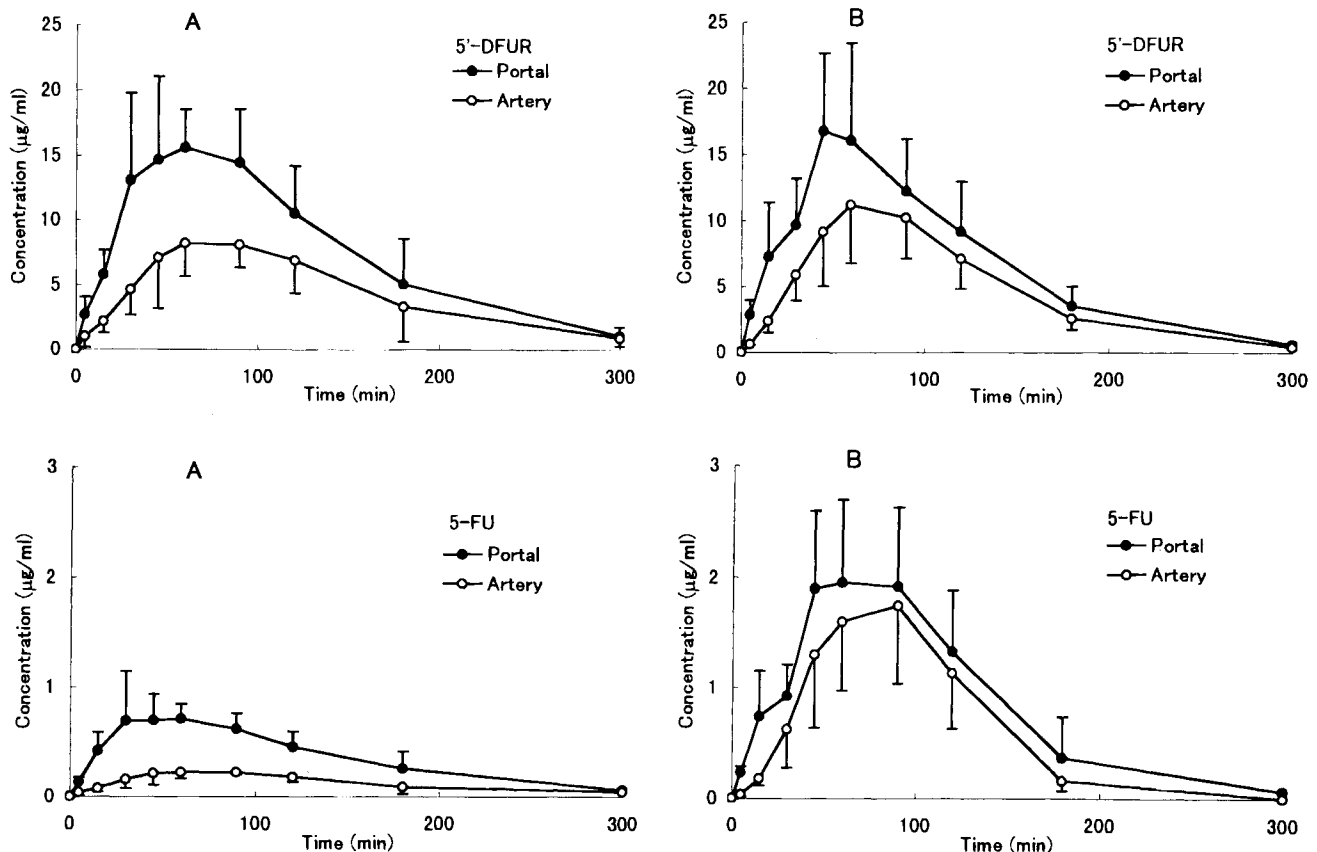 A
5'-DFUR
Portal
Artery
Concentration (μg/ml)
25
20
15
10
5
0
0 100 200 300
Time (min)
B
5'-DFUR
Portal
Artery
Concentration (μg/ml)
25
20
15
10
5
0
0 100 200 300
Time (min)
A
5-FU
Portal
Artery
Concentration (μg/ml)
3
2
1
0
0 100 200 300
Time (min)
B
5-FU
Portal
Artery
Concentration (μg/ml)
3
2
1
0
0 100 200 300
Time (min)